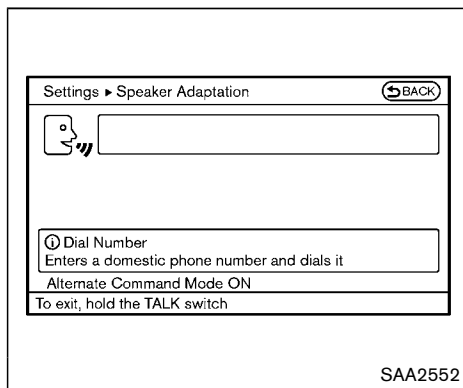 Settings ▸ Speaker Adaptation
BACK
ⓘ Dial Number
Enters a domestic phone number and dials it
Alternate Command Mode ON
To exit, hold the TALK switch
SAA2552